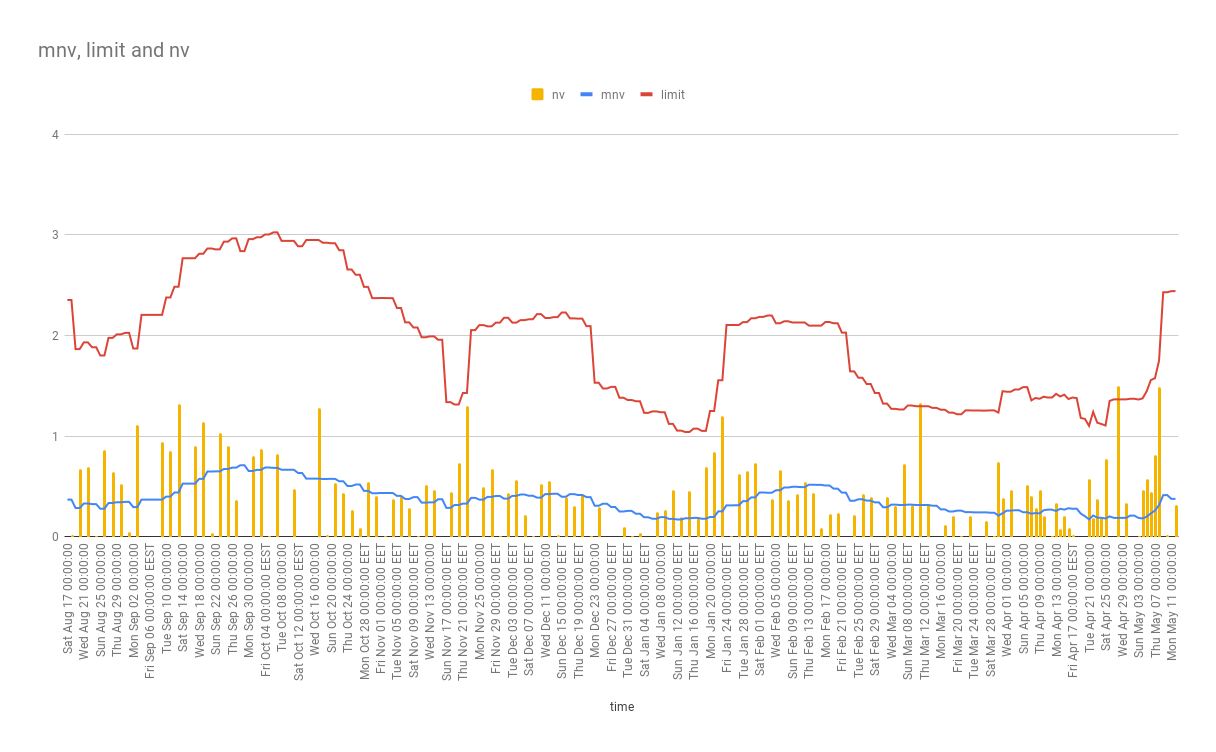 mnv, limit and nv
nv
mnv
limit
4
3
2
1
0
Sat Aug 17 00:00:00
Wed Aug 21 00:00:00
Sun Aug 25 00:00:00
Thu Aug 29 00:00:00
Mon Sep 02 00:00:00
Fri Sep 06 00:00:00 EEST
Tue Sep 10 00:00:00
Sat Sep 14 00:00:00
Wed Sep 18 00:00:00
Sun Sep 22 00:00:00
Thu Sep 26 00:00:00
Mon Sep 30 00:00:00
Fri Oct 04 00:00:00 EEST
Tue Oct 08 00:00:00
Sat Oct 12 00:00:00 EEST
Wed Oct 16 00:00:00
Sun Oct 20 00:00:00
Thu Oct 24 00:00:00
Mon Oct 28 00:00:00 EET
Fri Nov 01 00:00:00 EET
Tue Nov 05 00:00:00 EET
Sat Nov 09 00:00:00 EET
Wed Nov 13 00:00:00
Sun Nov 17 00:00:00 EET
Thu Nov 21 00:00:00 EET
Mon Nov 25 00:00:00
Fri Nov 29 00:00:00 EET
Tue Dec 03 00:00:00 EET
Sat Dec 07 00:00:00 EET
Wed Dec 11 00:00:00
Sun Dec 15 00:00:00 EET
Thu Dec 19 00:00:00 EET
Mon Dec 23 00:00:00
Fri Dec 27 00:00:00 EET
Tue Dec 31 00:00:00 EET
Sat Jan 04 00:00:00 EET
Wed Jan 08 00:00:00
Sun Jan 12 00:00:00 EET
Thu Jan 16 00:00:00 EET
Mon Jan 20 00:00:00
Fri Jan 24 00:00:00 EET
Tue Jan 28 00:00:00 EET
Sat Feb 01 00:00:00 EET
Wed Feb 05 00:00:00
Sun Feb 09 00:00:00 EET
Thu Feb 13 00:00:00 EET
Mon Feb 17 00:00:00
Fri Feb 21 00:00:00 EET
Tue Feb 25 00:00:00 EET
Sat Feb 29 00:00:00 EET
Wed Mar 04 00:00:00
Sun Mar 08 00:00:00 EET
Thu Mar 12 00:00:00 EET
Mon Mar 16 00:00:00
Fri Mar 20 00:00:00 EET
Tue Mar 24 00:00:00 EET
Sat Mar 28 00:00:00 EET
Wed Apr 01 00:00:00
Sun Apr 05 00:00:00
Thu Apr 09 00:00:00
Mon Apr 13 00:00:00
Fri Apr 17 00:00:00 EEST
Tue Apr 21 00:00:00
Sat Apr 25 00:00:00
Wed Apr 29 00:00:00
Sun May 03 00:00:00
Thu May 07 00:00:00
Mon May 11 00:00:00
time